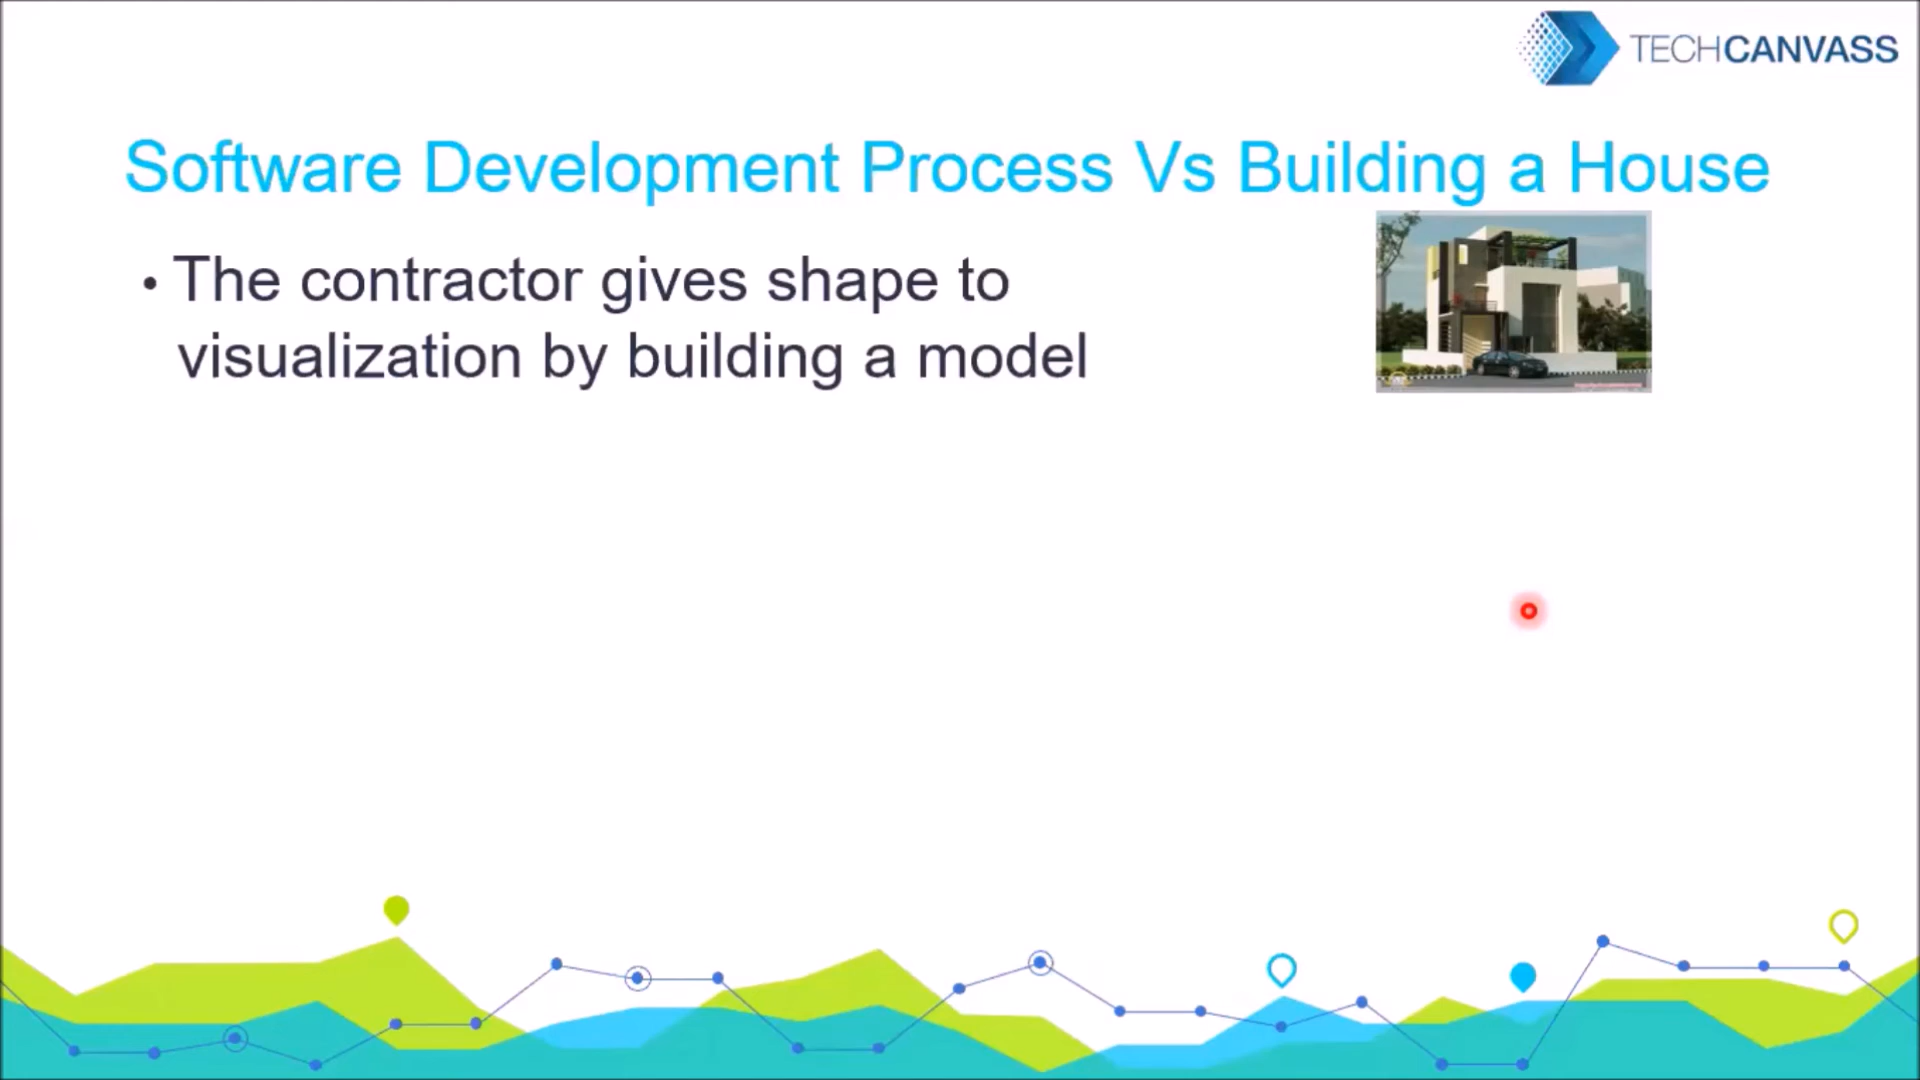 TECHCANVASS
Software Development Process Vs Building a House
• The contractor gives shape to
visualization by building a model